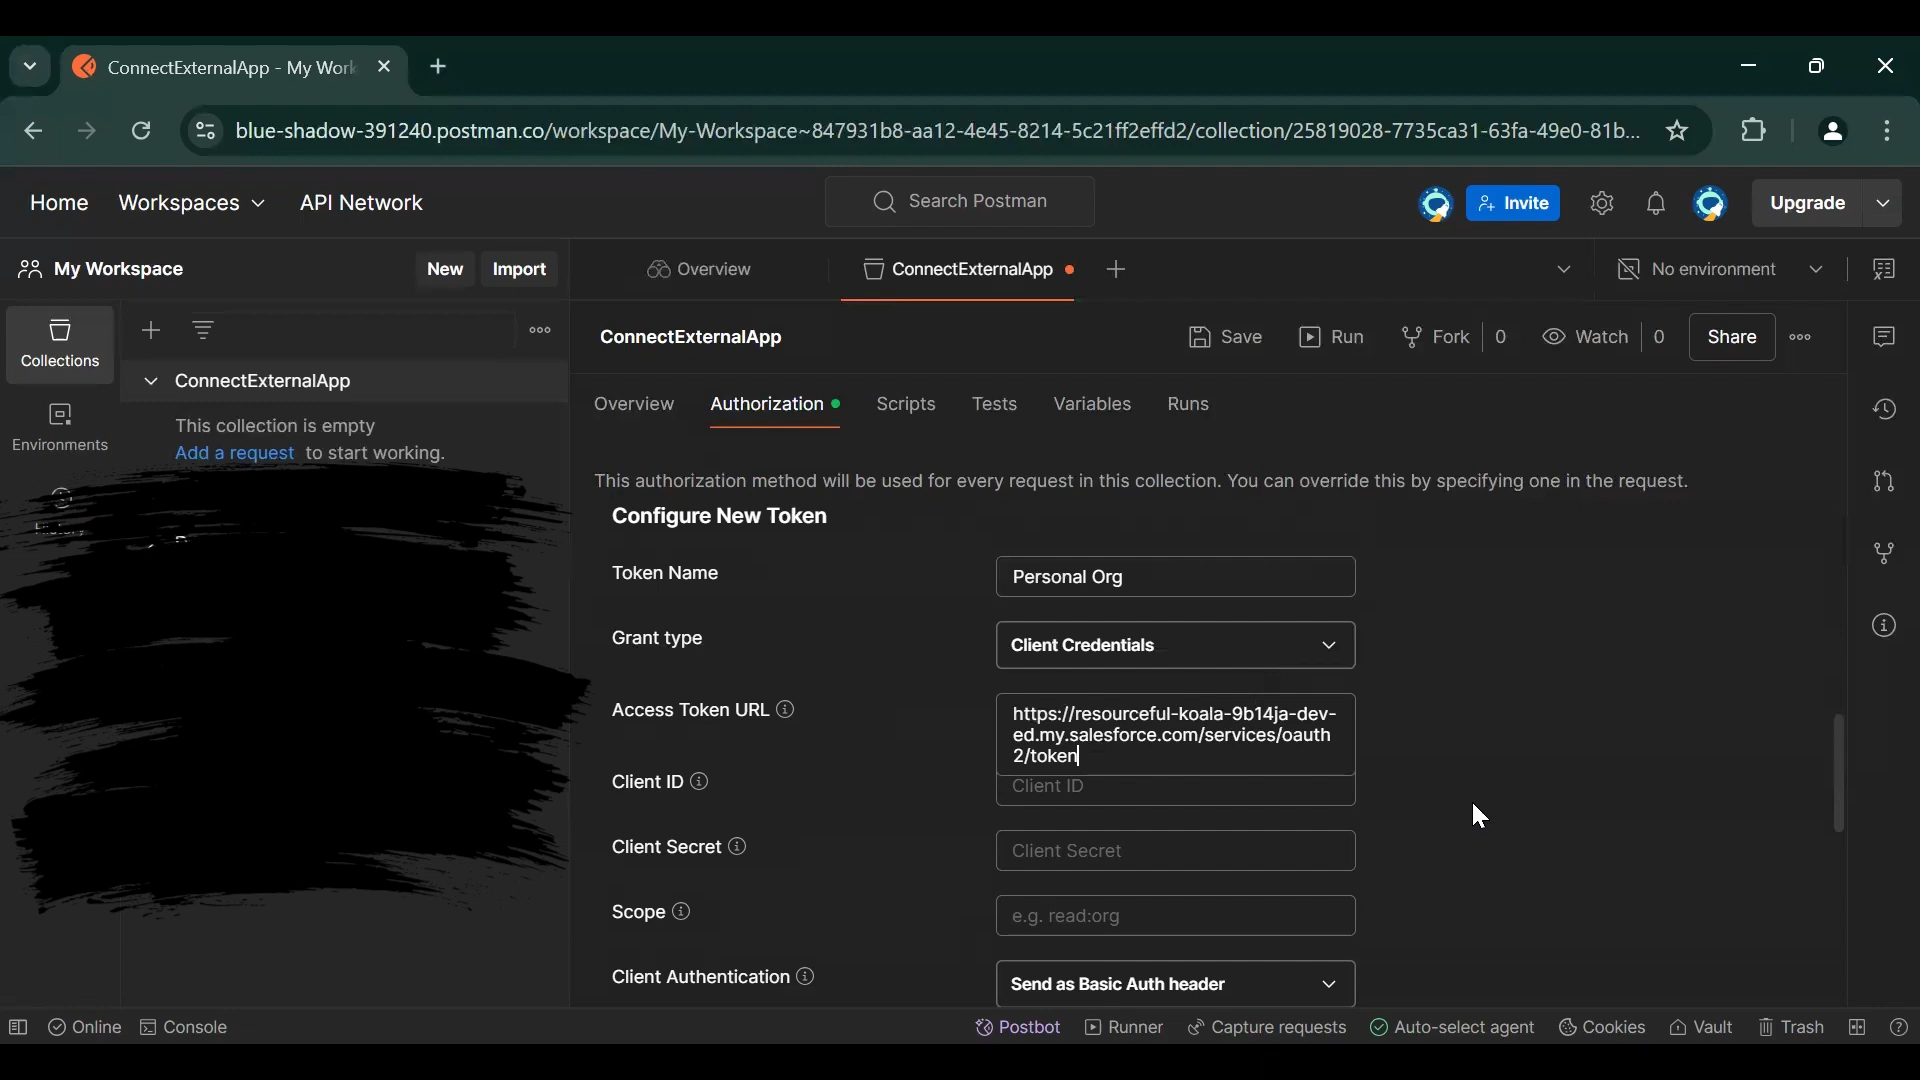 ConnectExternalApp - My Work
blue-shadow-391240.postman.co/workspace/My-Workspace~847931b8-aa12-4e45-8214-5c21ff2effd2/collection/25819028-7735ca31-63fa-49e0-81b...
Home Workspaces API Network Search Postman Invite Upgrade
My Workspace New Import Overview ConnectExternalApp No environment
Collections
ConnectExternalApp Save Run Fork 0 Watch 0 Share
ConnectExternalApp
Overview Authorization Scripts Tests Variables Runs
Environments
This collection is empty
Add a request to start working.
This authorization method will be used for every request in this collection. You can override this by specifying one in the request.
Configure New Token
Token Name Personal Org
Grant type Client Credentials
Access Token URL https://resourceful-koala-9b14ja-dev-
ed.my.salesforce.com/services/oauth
2/token
Client ID Client ID
Client Secret Client Secret
Scope e.g. read:org
Client Authentication Send as Basic Auth header
Online Console Postbot Runner Capture requests Auto-select agent Cookies Vault Trash